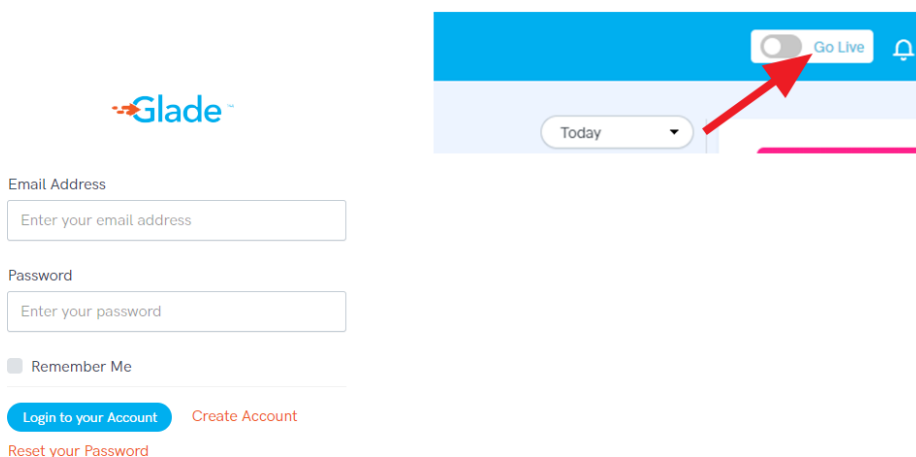 Glade
Email Address
Enter your email address
Password
Enter your password
Remember Me
Login to your Account
Create Account
Reset your Password
Go Live
Today